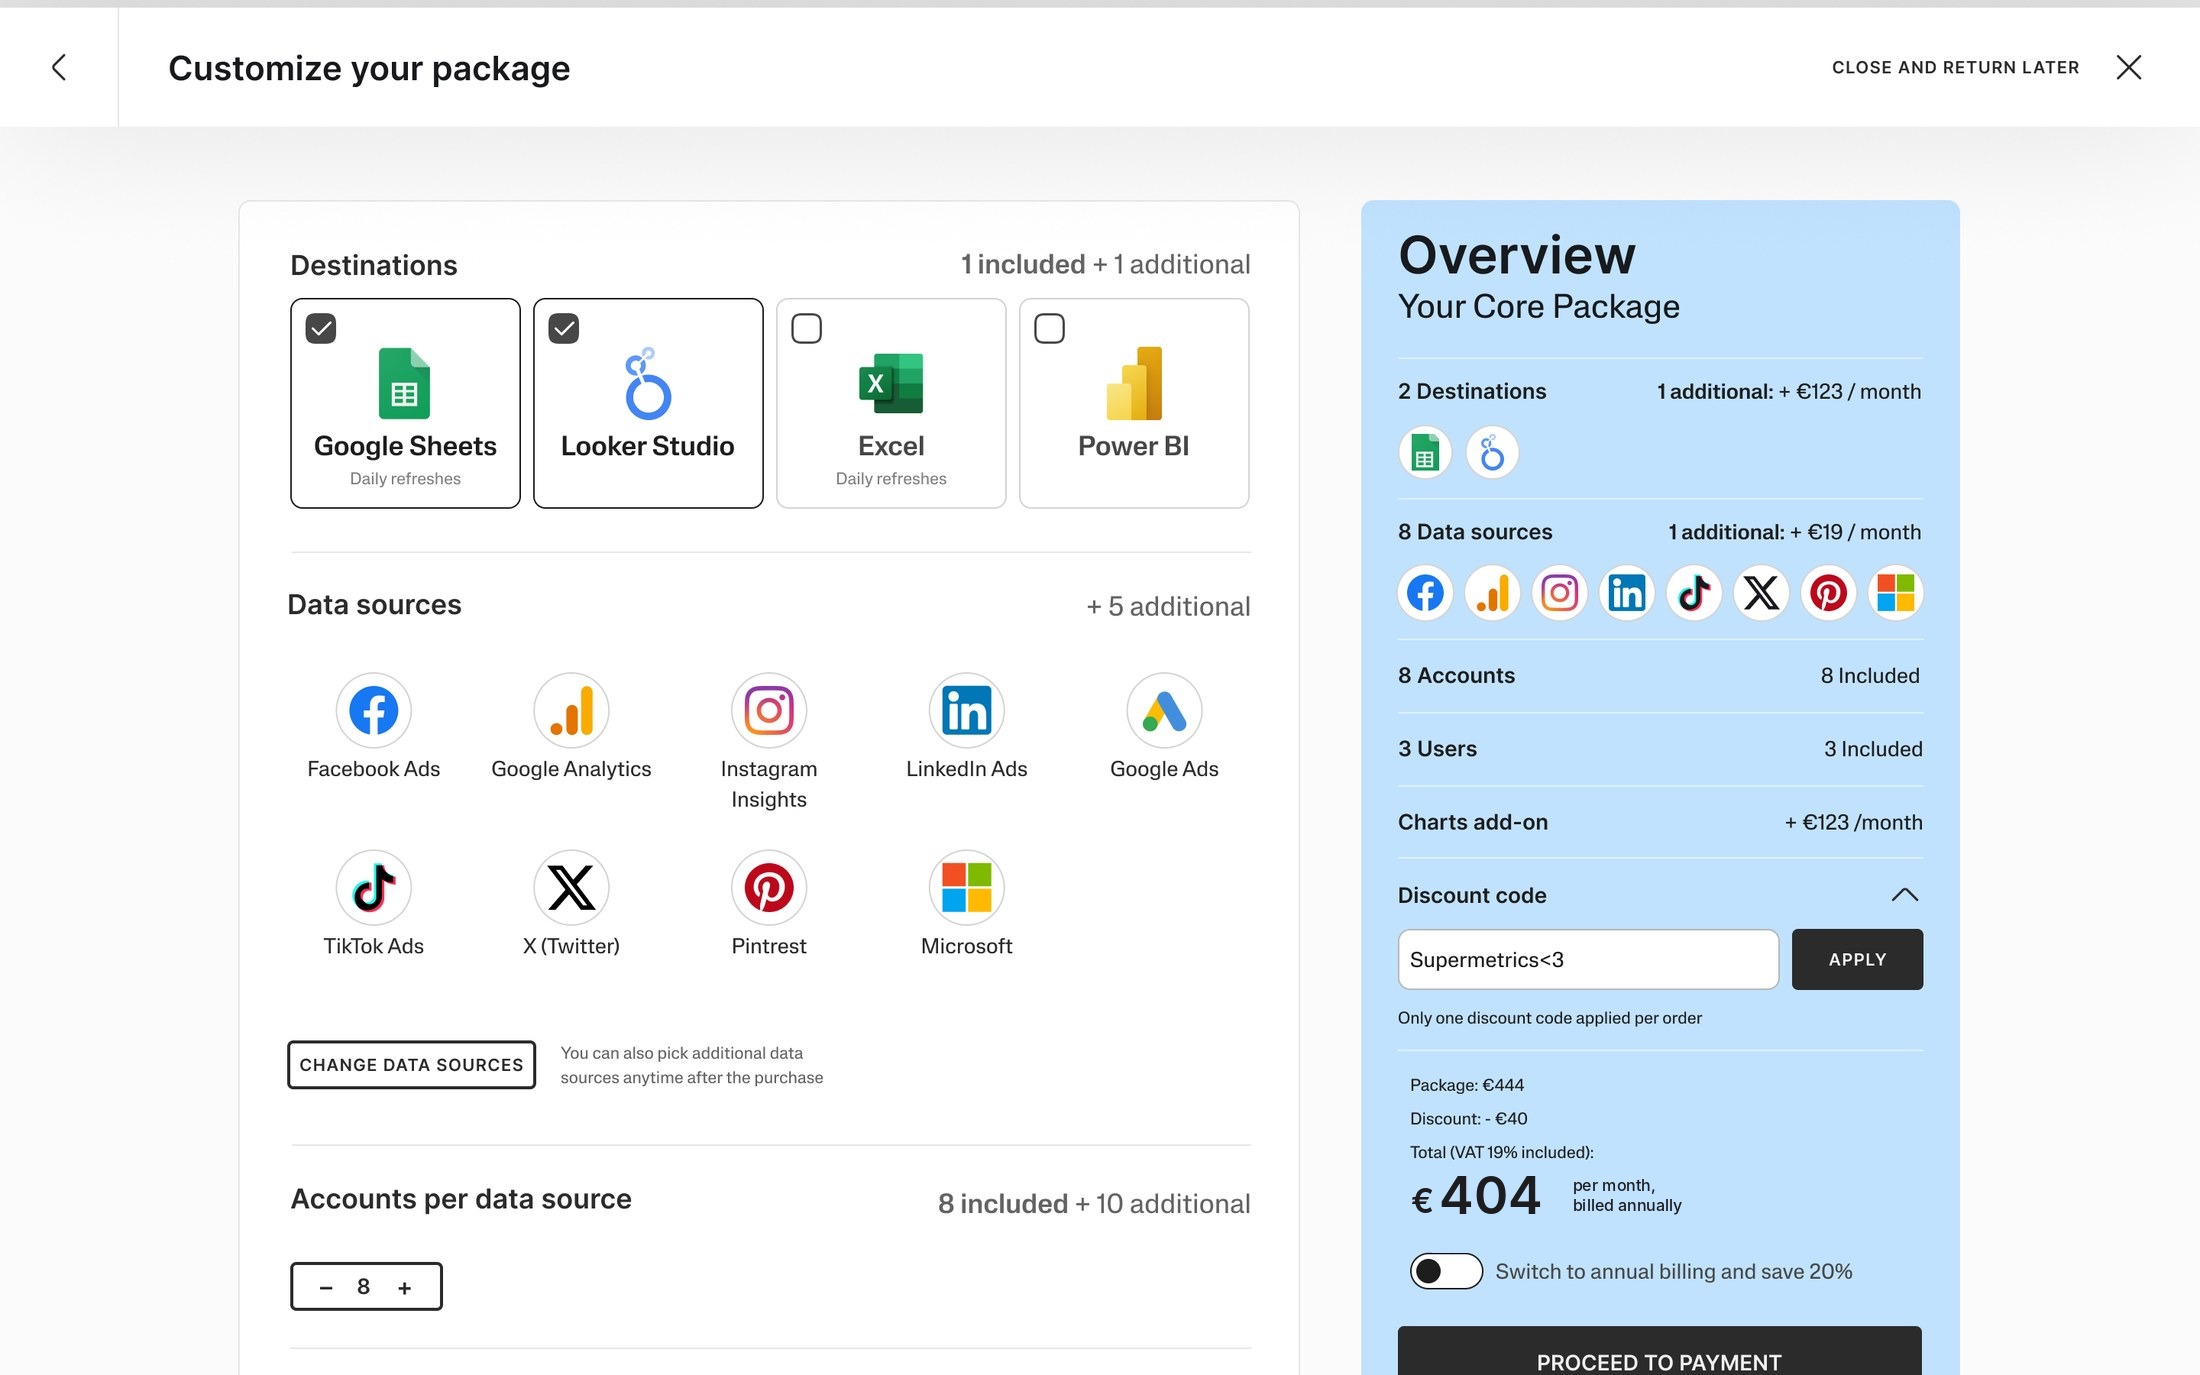 Customize your package
CLOSE AND RETURN LATER
Destinations
1 included + 1 additional
Google Sheets
Daily refreshes
Looker Studio
Excel
Daily refreshes
Power BI
Data sources
+ 5 additional
Facebook Ads
Google Analytics
Instagram
Insights
LinkedIn Ads
Google Ads
TikTok Ads
X (Twitter)
Pintrest
Microsoft
CHANGE DATA SOURCES
You can also pick additional data
sources anytime after the purchase
Accounts per data source
8 included + 10 additional
– 8 +
Overview
Your Core Package
2 Destinations
1 additional: + €123 / month
8 Data sources
1 additional: + €19 / month
8 Accounts
8 Included
3 Users
3 Included
Charts add-on
+ €123 /month
Discount code
Supermetrics<3
APPLY
Only one discount code applied per order
Package: €444
Discount: - €40
Total (VAT 19% included):
€ 404
per month,
billed annually
Switch to annual billing and save 20%
PROCEED TO PAYMENT